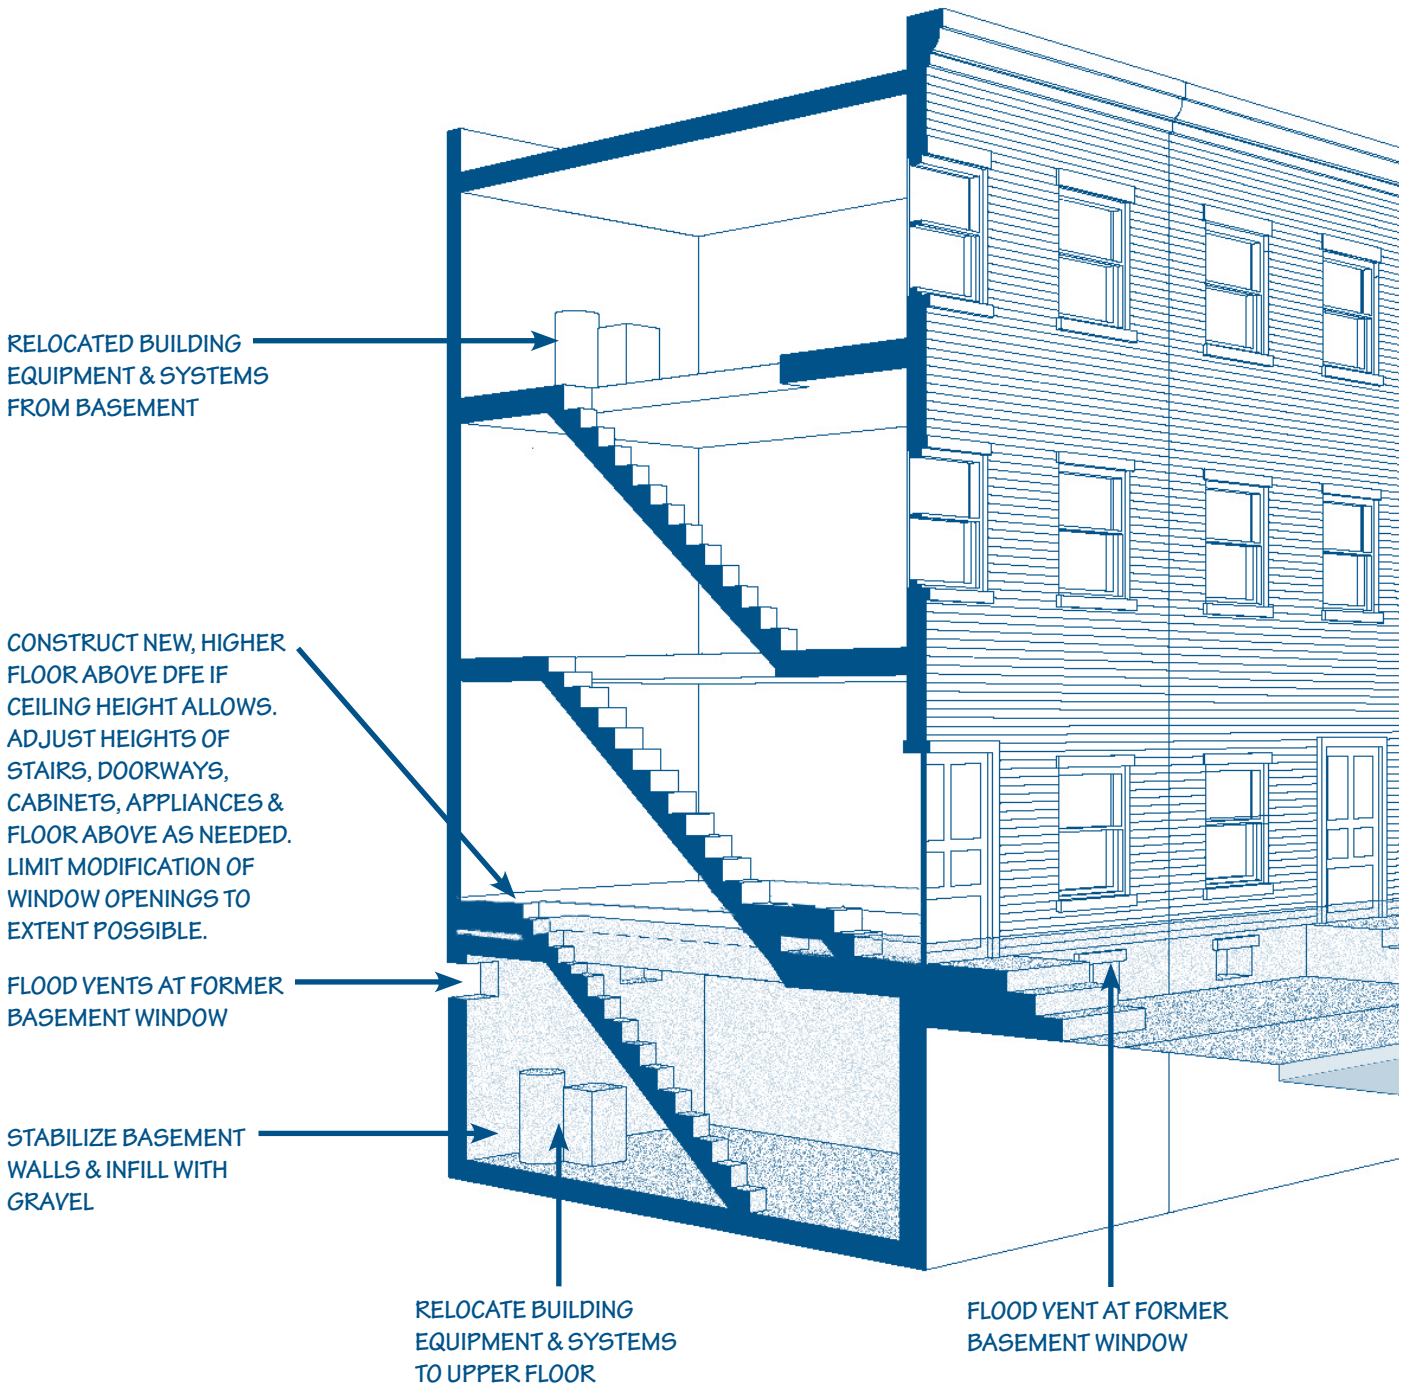 RELOCATED BUILDING
EQUIPMENT & SYSTEMS
FROM BASEMENT
CONSTRUCT NEW, HIGHER
FLOOR ABOVE DFE IF
CEILING HEIGHT ALLOWS.
ADJUST HEIGHTS OF
STAIRS, DOORWAYS,
CABINETS, APPLIANCES &
FLOOR ABOVE AS NEEDED.
LIMIT MODIFICATION OF
WINDOW OPENINGS TO
EXTENT POSSIBLE.
FLOOD VENTS AT FORMER
BASEMENT WINDOW
STABILIZE BASEMENT
WALLS & INFILL WITH
GRAVEL
RELOCATE BUILDING
EQUIPMENT & SYSTEMS
TO UPPER FLOOR
FLOOD VENT AT FORMER
BASEMENT WINDOW